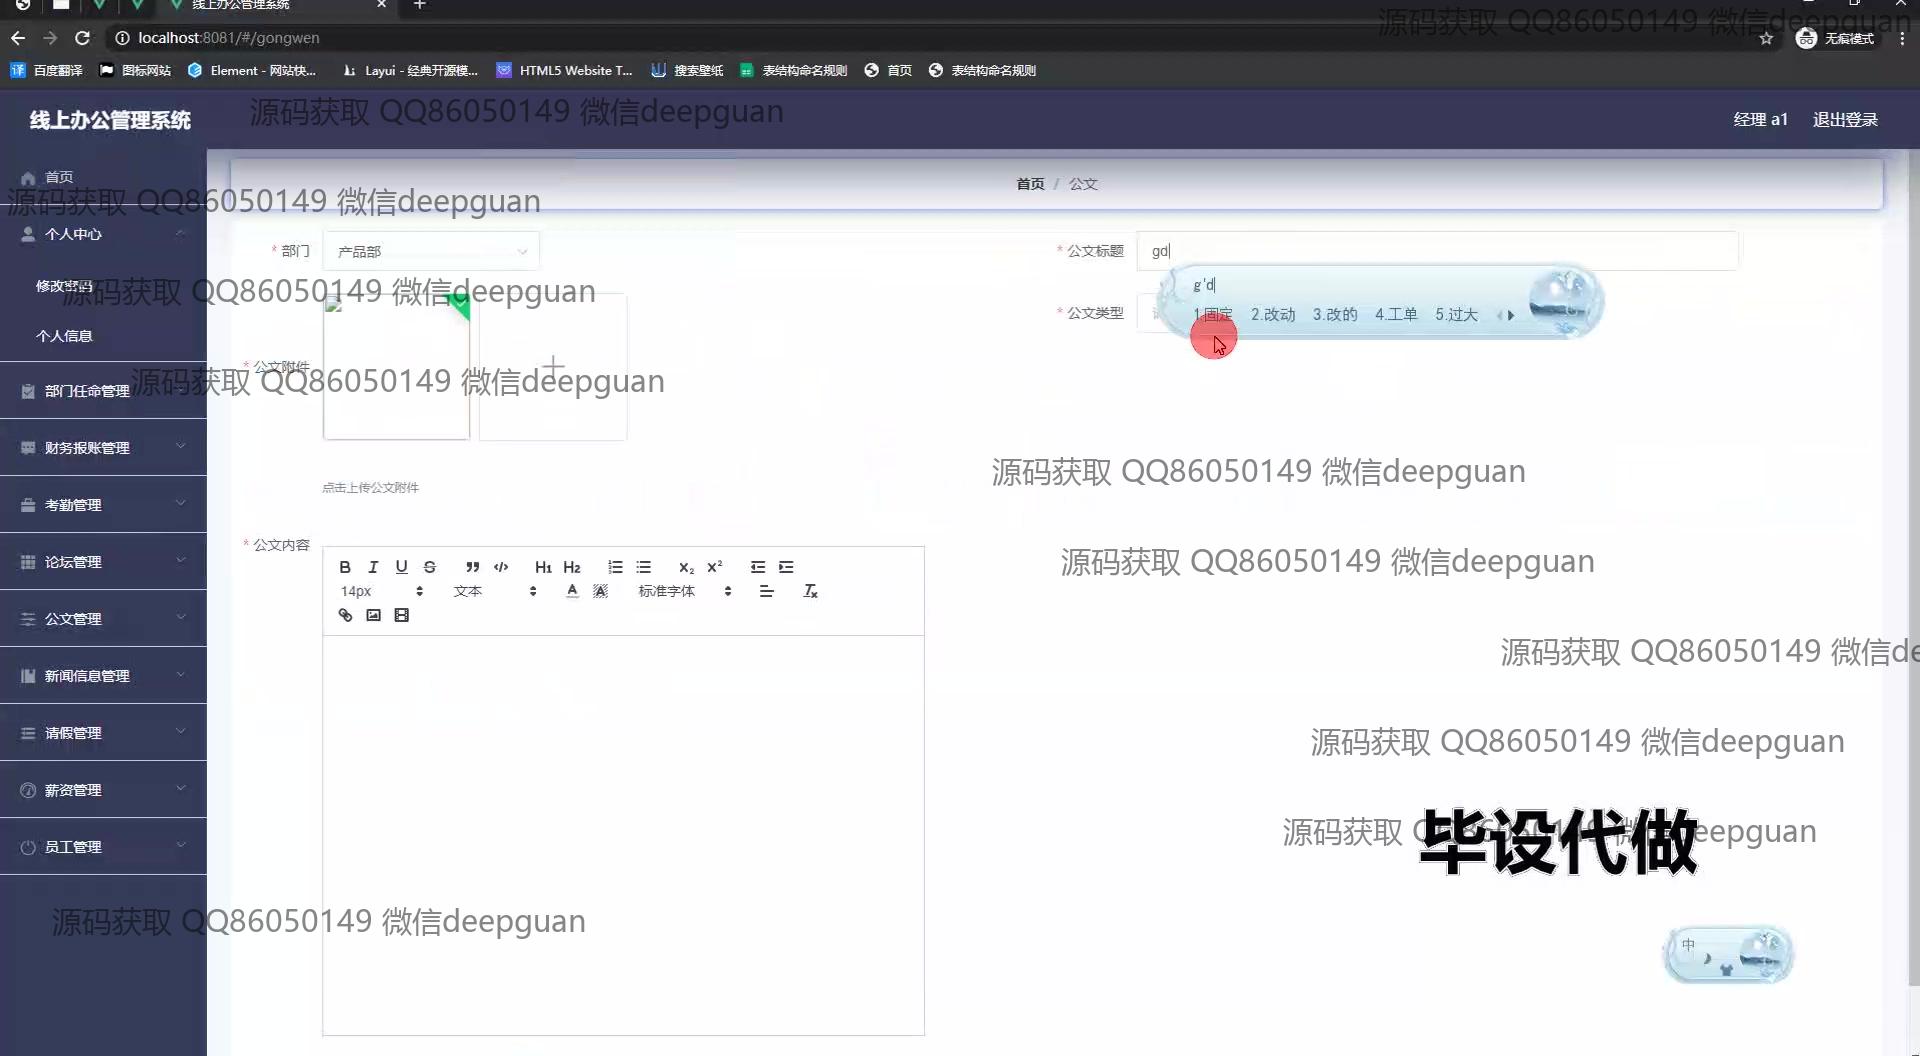 线上办公管理系统
localhost:8081/#/gongwen
无痕模式
百度翻译
图标网站
Element - 网站快...
Layui - 经典开源模...
HTML5 Website T...
搜索壁纸
表结构命名规则
首页
表结构命名规则
源码获取 QQ86050149 微信deepguan
线上办公管理系统
源码获取 QQ86050149 微信deepguan
经理 a1
退出登录
首页
首页 / 公文
源码获取 QQ86050149 微信deepguan
个人中心
* 部门
产品部
* 公文标题
gd
修改密码
源码获取 QQ86050149 微信deepguan
g'd
1.固定 2.改动 3.改的 4.工单 5.过大
* 公文类型
个人信息
* 公文附件
部门任命管理
源码获取 QQ86050149 微信deepguan
财务报账管理
源码获取 QQ86050149 微信deepguan
点击上传公文附件
考勤管理
* 公文内容
论坛管理
B I U S H1 H2 X2 X2
源码获取 QQ86050149 微信deepguan
14px 文本 A A 标准字体 Tx
公文管理
源码获取 QQ86050149 微信de
新闻信息管理
请假管理
源码获取 QQ86050149 微信deepguan
薪资管理
源码获取 QQ86050149 微信deepguan
毕设代做
员工管理
源码获取 QQ86050149 微信deepguan
中